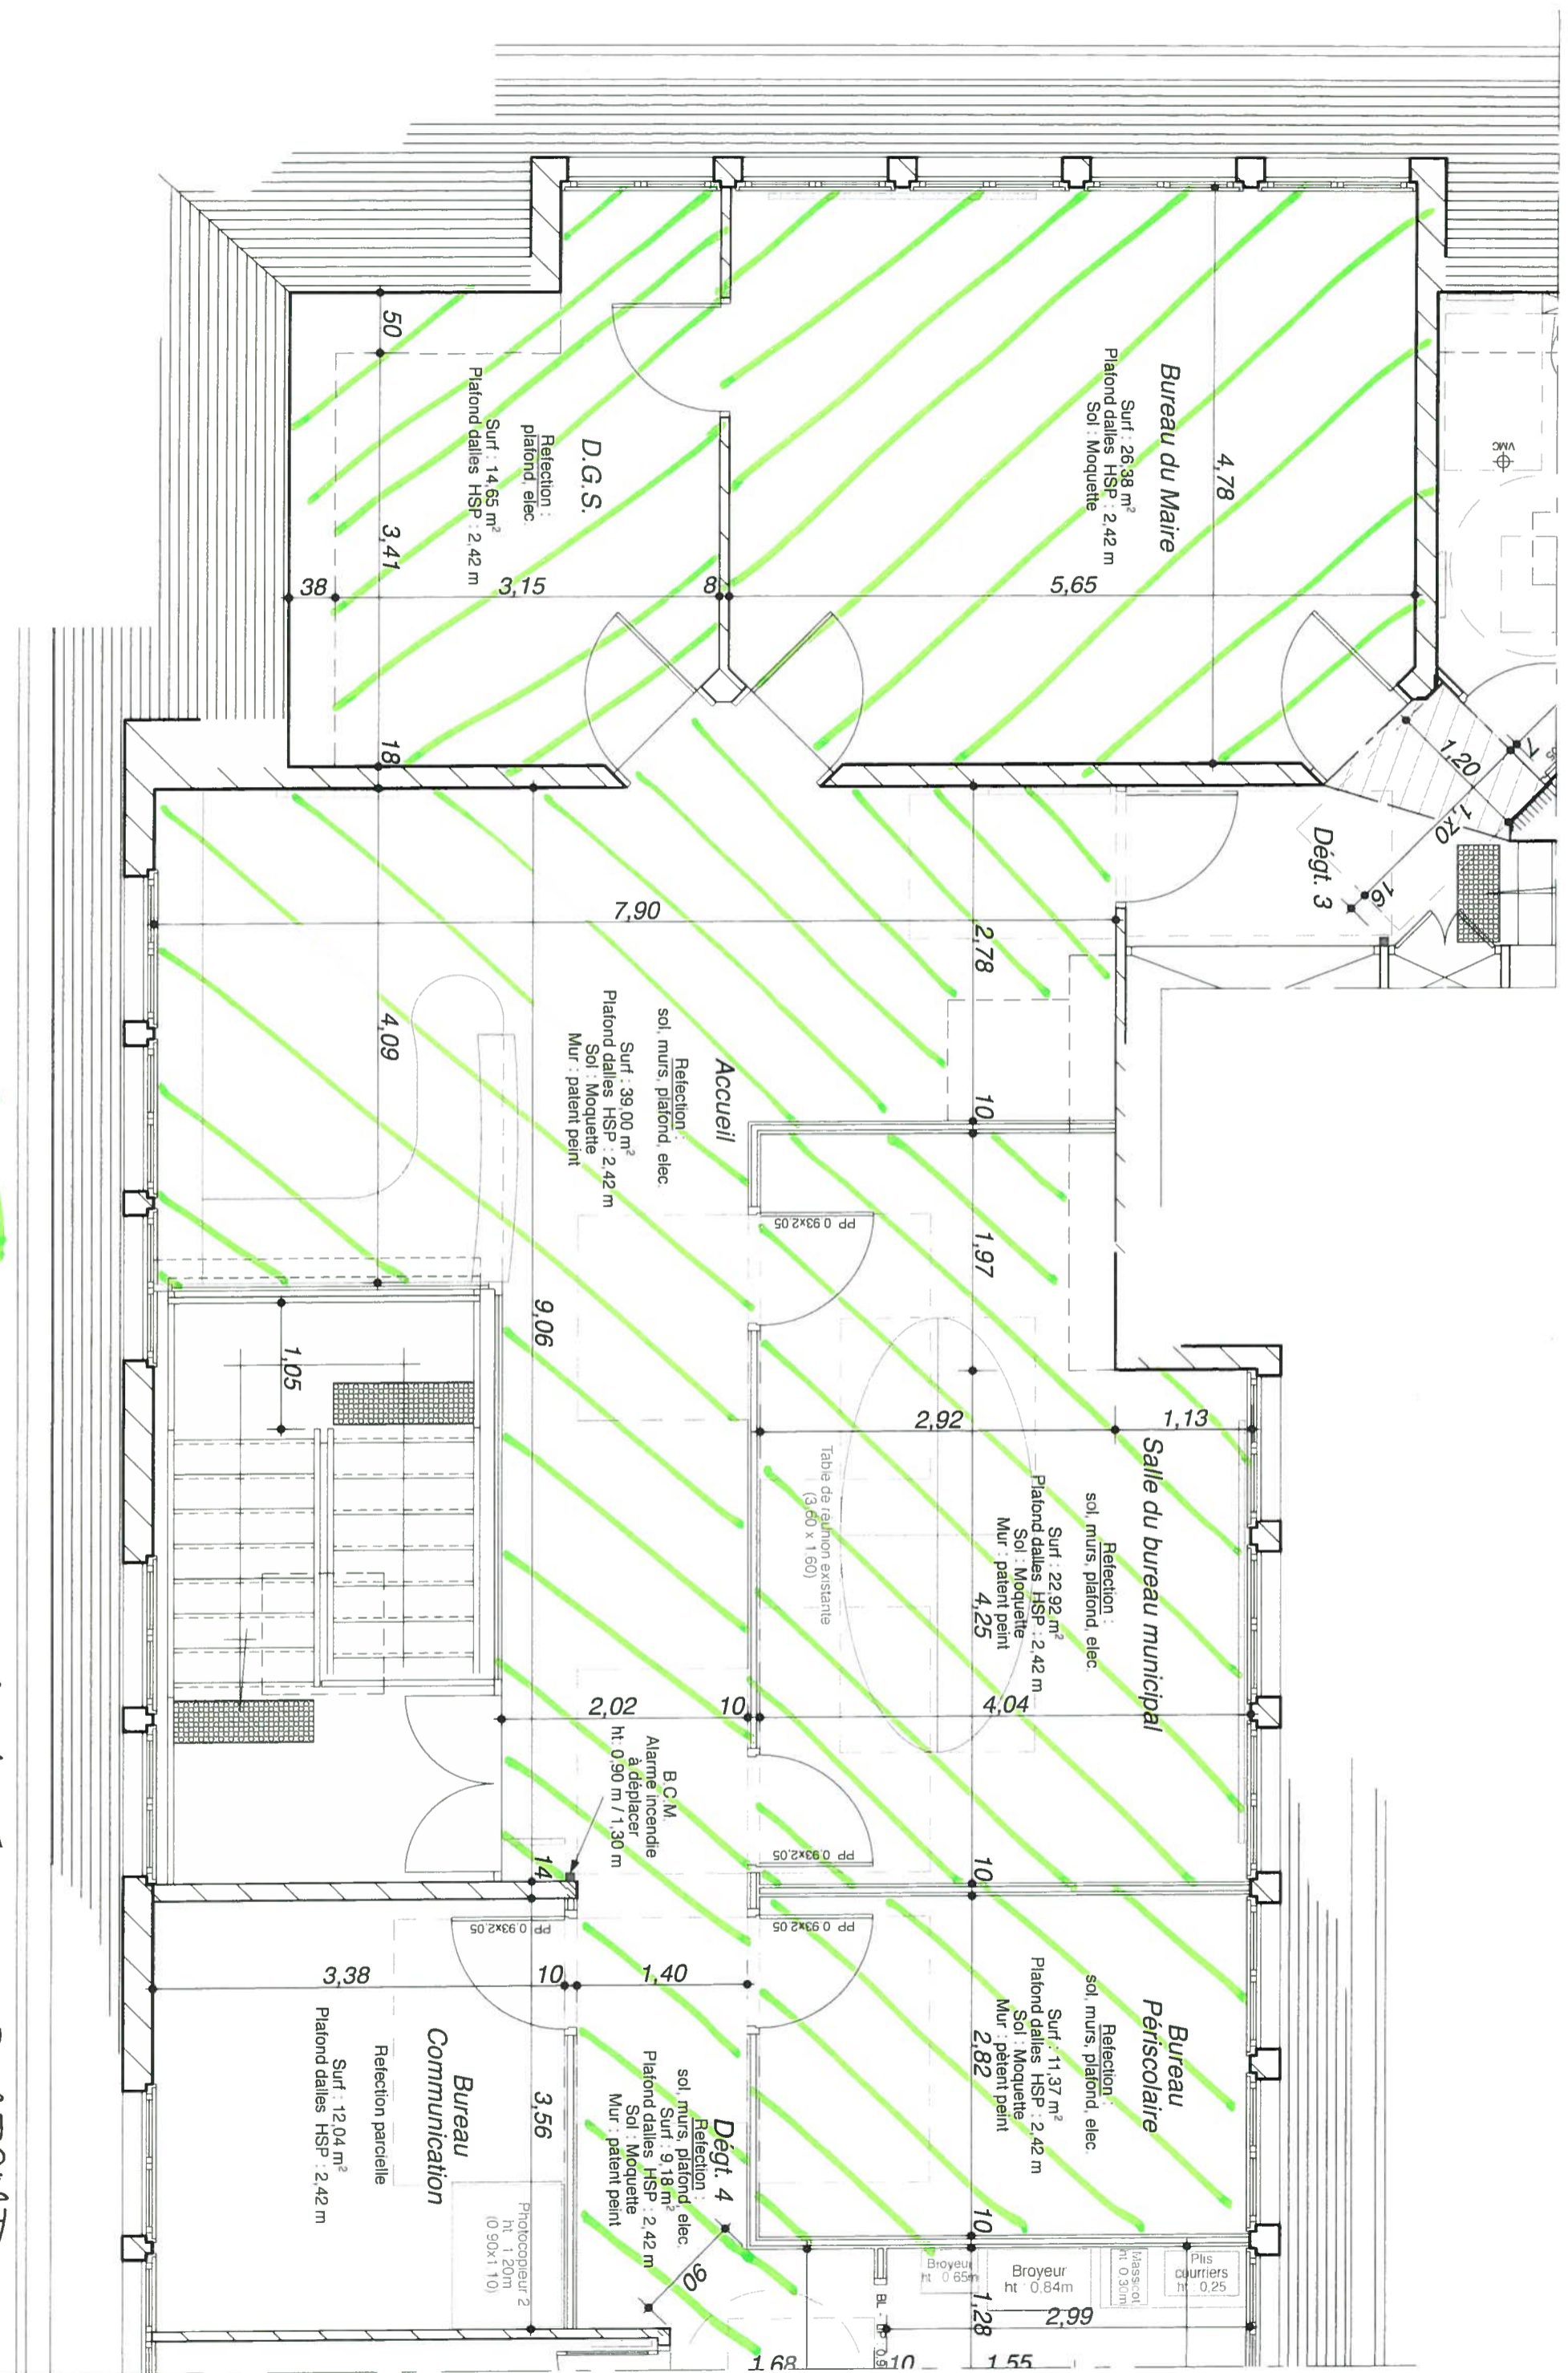 VMC
Bureau du Maire
Surf : 26,38 m²
Plafond dalles HSP : 2,42 m
Sol : Moquette
4,78
5,65
D.G.S.
Refection :
plafond, elec.
Surf : 14,65 m²
Plafond dalles HSP : 2,42 m
50
3,41
38
3,15
8
18
1,20
7
1,70
16
Dégt. 3
7,90
2,78
4,09
Accueil
Refection :
sol, murs, plafond, elec.
Surf : 39,00 m²
Plafond dalles HSP : 2,42 m
Sol : Moquette
Mur : patent peint
10
1,97
9,06
1,05
PP 0.93x2.05
2,92
1,13
Salle du bureau municipal
Refection :
sol, murs, plafond, elec.
Surf : 22,92 m²
Plafond dalles HSP : 2,42 m
Sol : Moquette
Mur : patent peint
4,25
Table de réunion existante
(3.60 x 1.60)
2,02
10
4,04
B.C.M.
Alarme incendie
à déplacer
ht: 0,90 m / 1,30 m
14
PP 0.93x2.05
10
PP 0.93x2.05
PP 0.93x2.05
3,38
10
1,40
Bureau
Périscolaire
Refection :
sol, murs, plafond, elec.
Surf : 11,37 m²
Plafond dalles HSP : 2,42 m
Sol : Moquette
Mur : pêtent peint
2,82
Bureau
Communication
Refection parcielle
Surf : 12,04 m²
Plafond dalles HSP : 2,42 m
3,56
Dégt. 4
Refection :
sol, murs, plafond, elec.
Surf : 9,18 m²
Plafond dalles HSP : 2,42 m
Sol : Moquette
Mur : patent peint
Photocopieur 2
ht : 1.20m
(0.90x1.10)
90
10
Broyeur
ht : 0.65m
Broyeur
ht : 0.84m
Masscot
ht : 0.30m
Plis
courriers
ht : 0,25
1,28
2,99
1,68
10
1,55